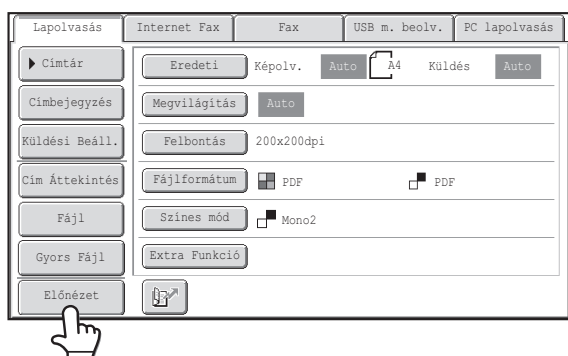 Lapolvasás Internet Fax Fax USB m. beolv. PC lapolvasás
Címtár Eredeti Képolv. Auto A4 Küldés Auto
Címbejegyzés Megvilágítás Auto
Küldési Beáll. Felbontás 200x200dpi
Cím Áttekintés Fájlformátum PDF PDF
Fájl Színes mód Mono2
Gyors Fájl Extra Funkció
Előnézet